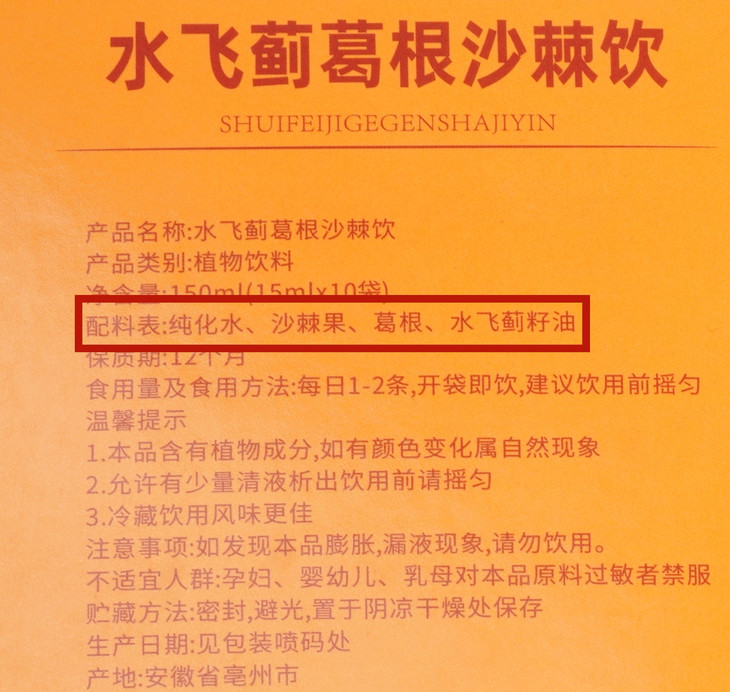 水飞蓟葛根沙棘饮
SHUIFEIJIGEGENSHAJIYIN
产品名称:水飞蓟葛根沙棘饮
产品类别:植物饮料
净含量:150ml(15mlx10袋)
配料表:纯化水、沙棘果、葛根、水飞蓟籽油
保质期:12个月
食用量及食用方法:每日1-2条,开袋即饮,建议饮用前摇匀
温馨提示
1.本品含有植物成分,如有颜色变化属自然现象
2.允许有少量清液析出饮用前请摇匀
3.冷藏饮用风味更佳
注意事项:如发现本品膨胀,漏液现象,请勿饮用。
不适宜人群:孕妇、婴幼儿、乳母对本品原料过敏者禁服
贮藏方法:密封,避光,置于阴凉干燥处保存
生产日期:见包装喷码处
产地:安徽省亳州市